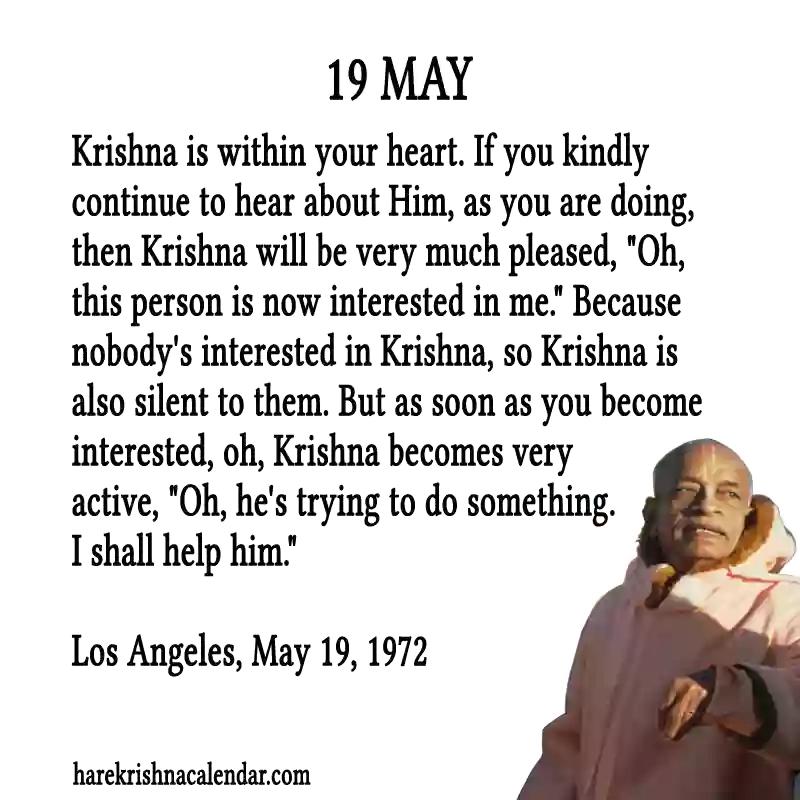 19 MAY
Krishna is within your heart. If you kindly
continue to hear about Him, as you are doing,
then Krishna will be very much pleased, "Oh,
this person is now interested in me." Because
nobody's interested in Krishna, so Krishna is
also silent to them. But as soon as you become
interested, oh, Krishna becomes very
active, "Oh, he's trying to do something.
I shall help him."
Los Angeles, May 19, 1972
harekrishnacalendar.com